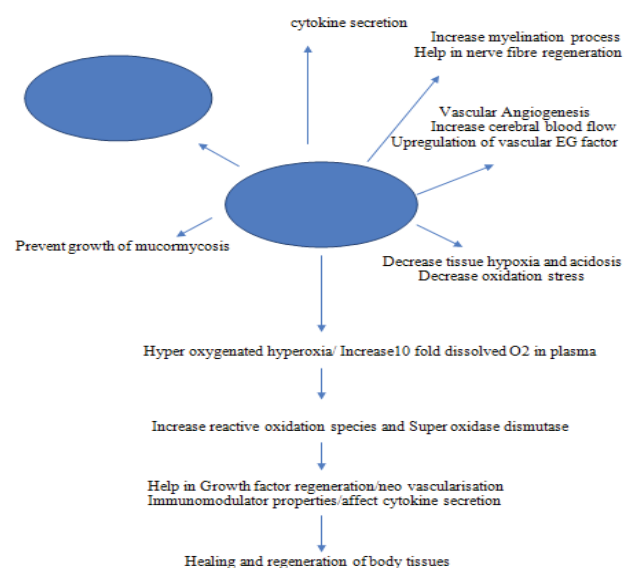 cytokine secretion
Increase myelination process
Help in nerve fibre regeneration
Vascular Angiogenesis
Increase cerebral blood flow
Upregulation of vascular EG factor
Prevent growth of mucormycosis
Decrease tissue hypoxia and acidosis
Decrease oxidation stress
Hyper oxygenated hyperoxia/ Increase10 fold dissolved O2 in plasma
Increase reactive oxidation species and Super oxidase dismutase
Help in Growth factor regeneration/neo vascularisation
Immunomodulator properties/affect cytokine secretion
Healing and regeneration of body tissues